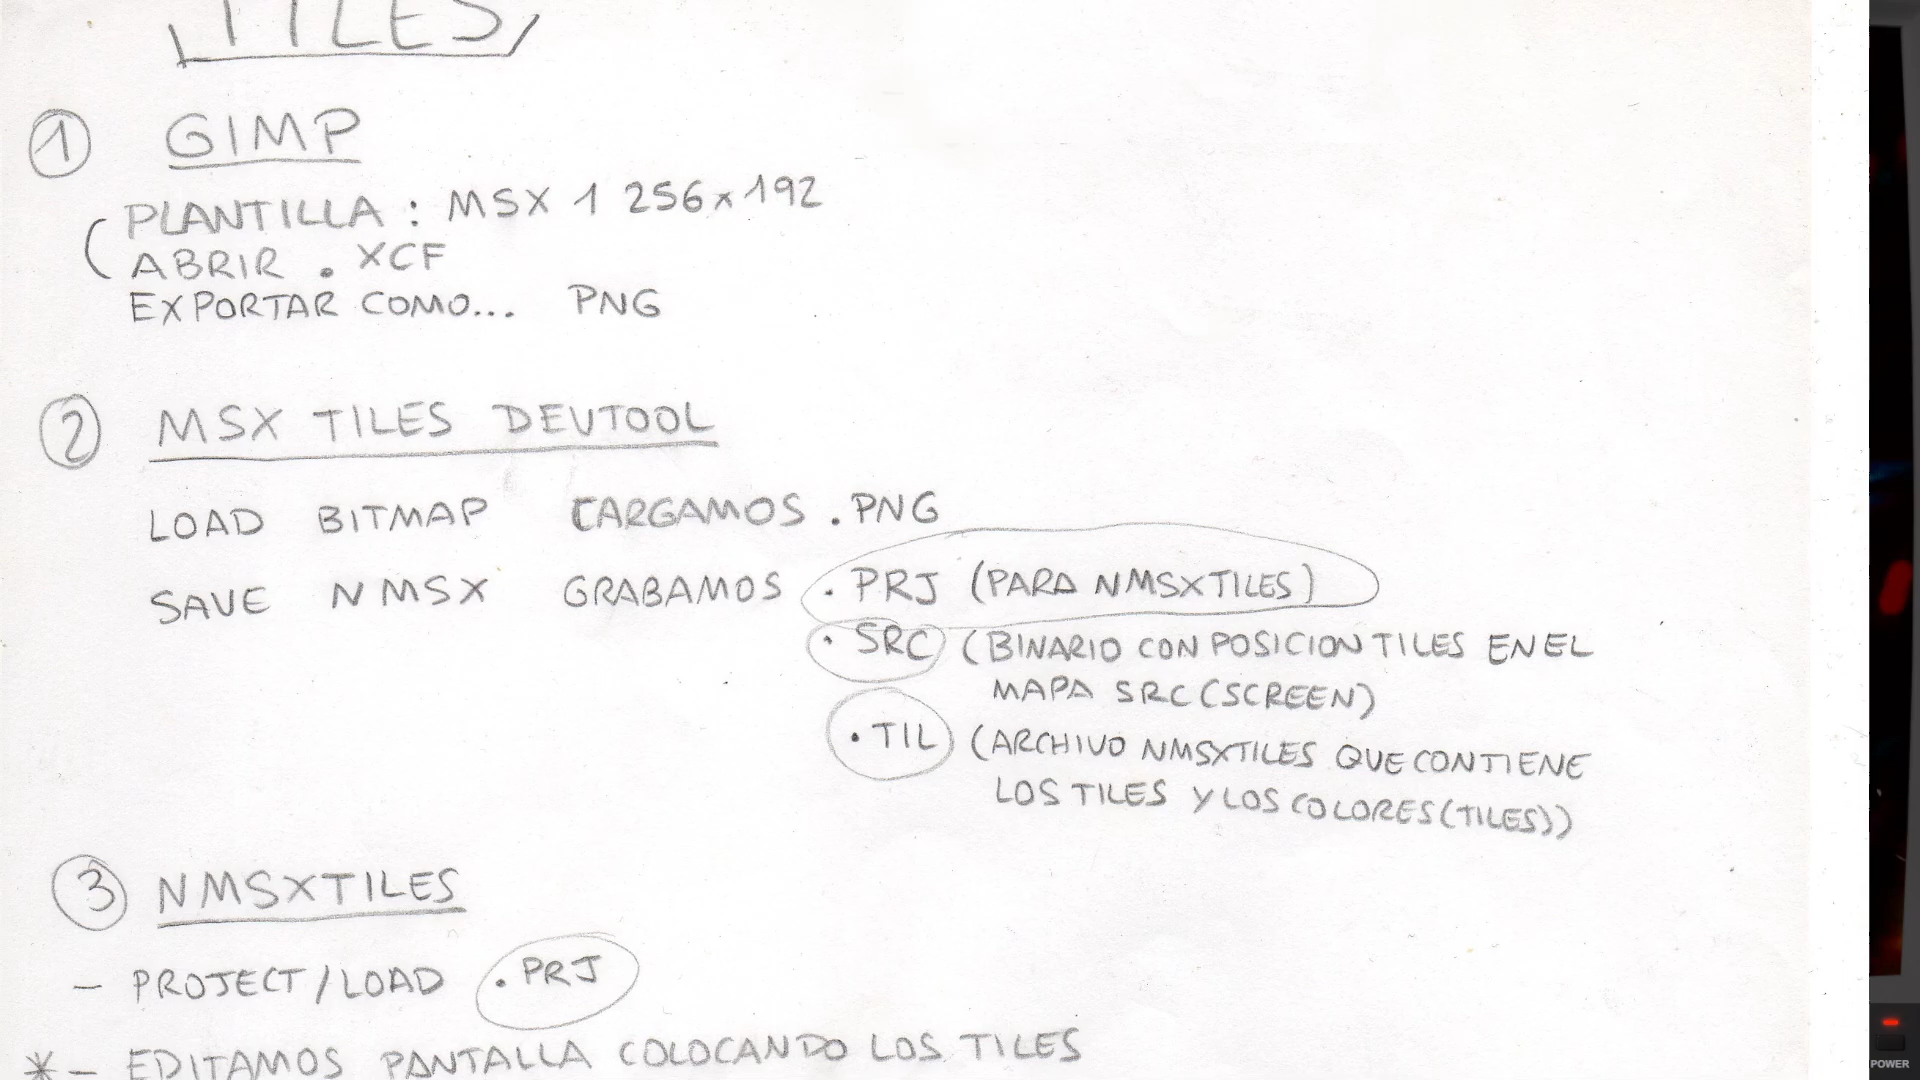 TILES
1 GIMP
PLANTILLA : MSX 1 256x192
ABRIR .XCF
EXPORTAR COMO... PNG
2 MSX TILES DEVTOOL
LOAD BITMAP CARGAMOS .PNG
SAVE NMSX GRABAMOS .PRJ (PARA NMSXTILES)
. SRC (BINARIO CON POSICION TILES EN EL
MAPA SRC (SCREEN)
.TIL (ARCHIVO NMSXTILES QUE CONTIENE
LOS TILES Y LOS COLORES (TILES))
3 NMSXTILES
- PROJECT/LOAD .PRJ
*- EDITAMOS PANTALLA COLOCANDO LOS TILES
POWER